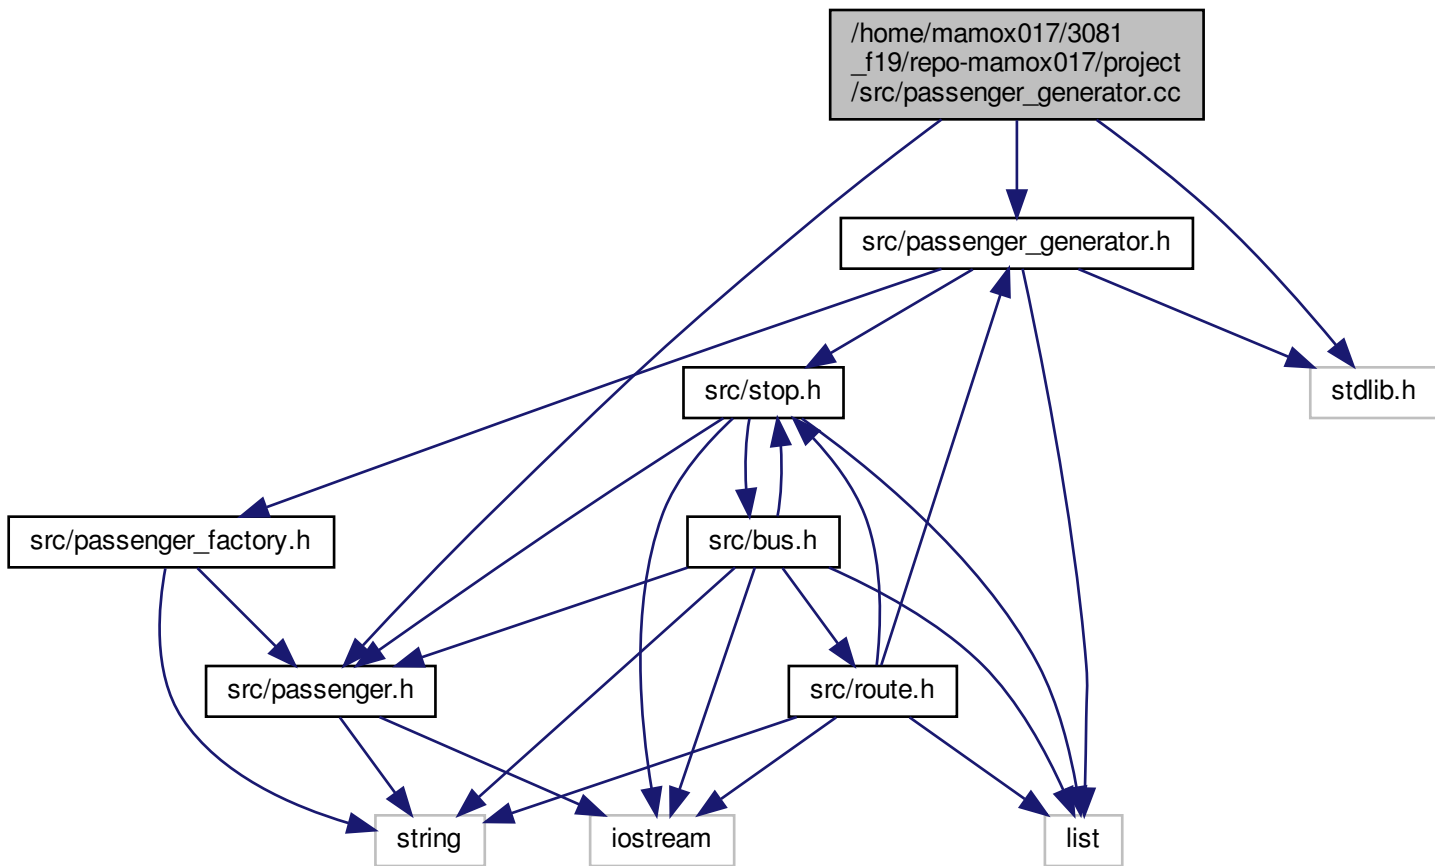 /home/mamox017/3081
_f19/repo-mamox017/project
/src/passenger_generator.cc
src/passenger_generator.h
src/stop.h
stdlib.h
src/passenger_factory.h
src/bus.h
src/passenger.h
src/route.h
string
iostream
list